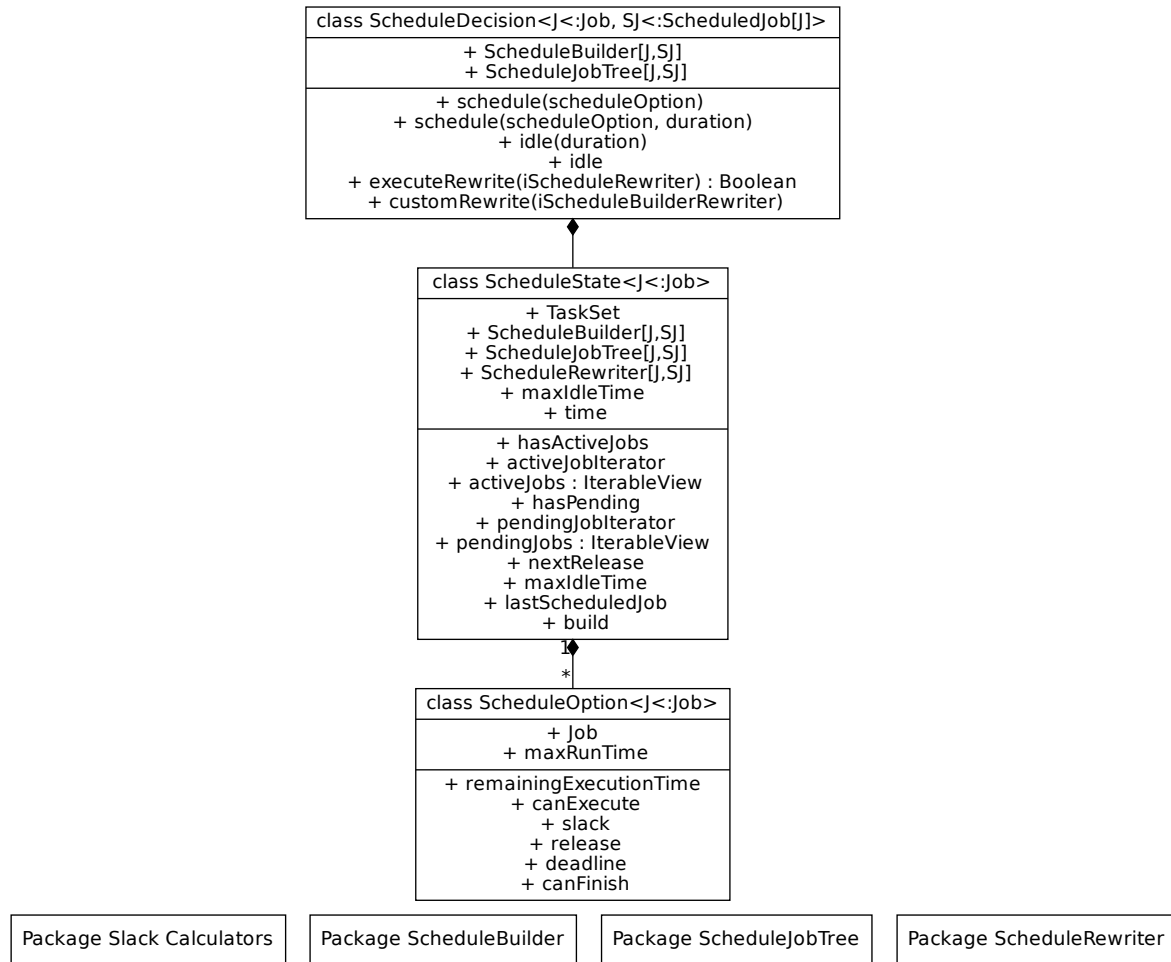 class ScheduleDecision<J<:Job, SJ<:ScheduledJob[J]>
+ ScheduleBuilder[J,SJ]
+ ScheduleJobTree[J,SJ]
+ schedule(scheduleOption)
+ schedule(scheduleOption, duration)
+ idle(duration)
+ idle
+ executeRewrite(iScheduleRewriter) : Boolean
+ customRewrite(iScheduleBuilderRewriter)
class ScheduleState<J<:Job>
+ TaskSet
+ ScheduleBuilder[J,SJ]
+ ScheduleJobTree[J,SJ]
+ ScheduleRewriter[J,SJ]
+ maxIdleTime
+ time
+ hasActiveJobs
+ activeJobIterator
+ activeJobs : IterableView
+ hasPending
+ pendingJobIterator
+ pendingJobs : IterableView
+ nextRelease
+ maxIdleTime
+ lastScheduledJob
+ build
1
*
class ScheduleOption<J<:Job>
+ Job
+ maxRunTime
+ remainingExecutionTime
+ canExecute
+ slack
+ release
+ deadline
+ canFinish
Package Slack Calculators
Package ScheduleBuilder
Package ScheduleJobTree
Package ScheduleRewriter